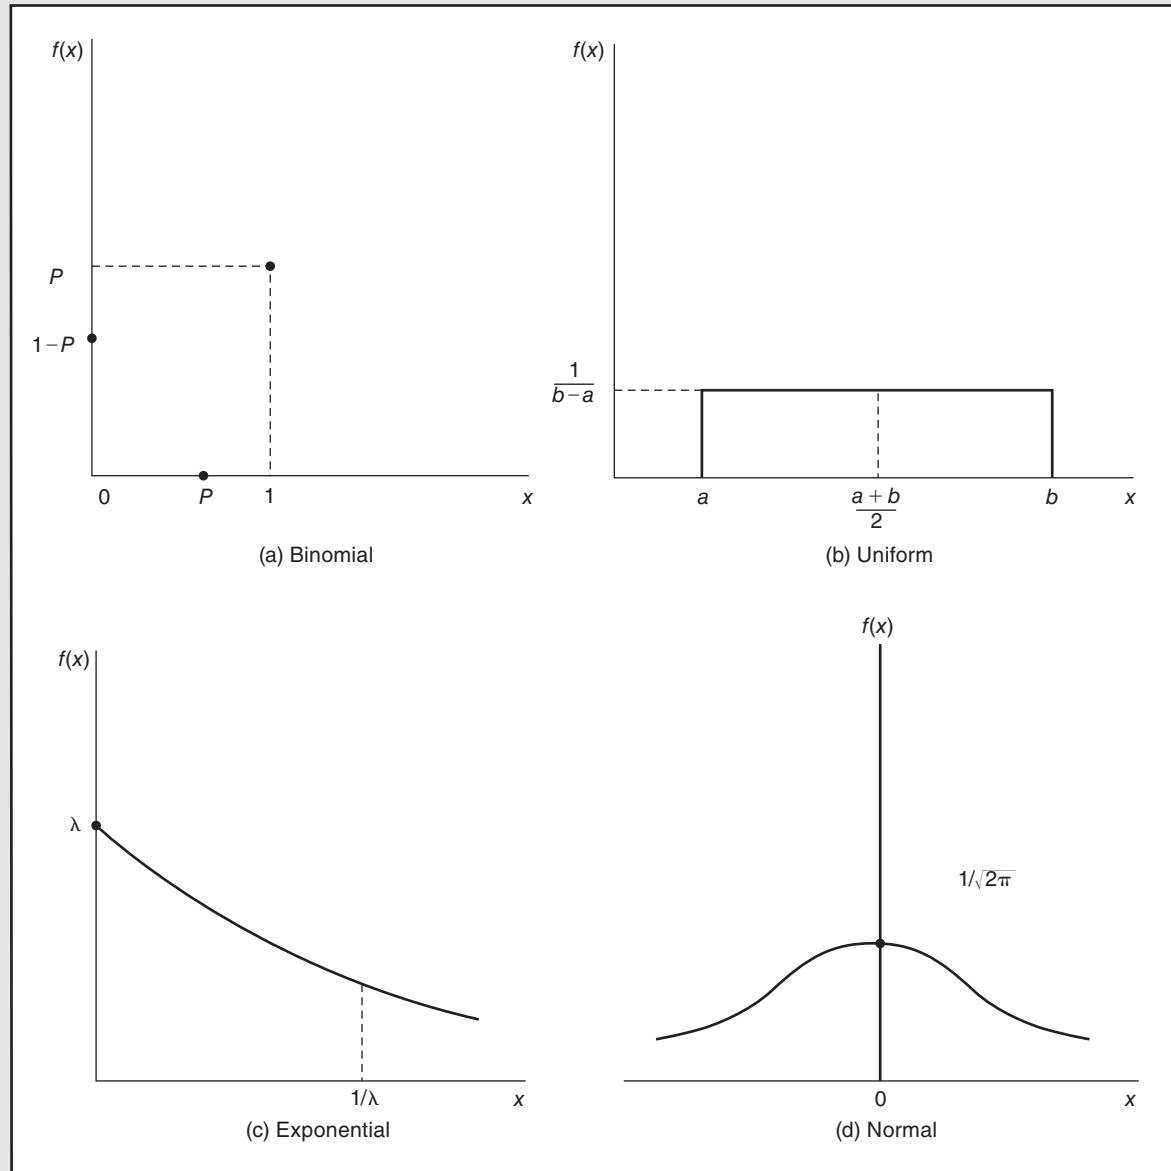 f(x)
P
1−P
0 P 1 x
(a) Binomial
f(x)
1
b−a
a a + b b x
2
(b) Uniform
f(x)
λ
1/λ x
(c) Exponential
f(x)
1/√2π
0 x
(d) Normal